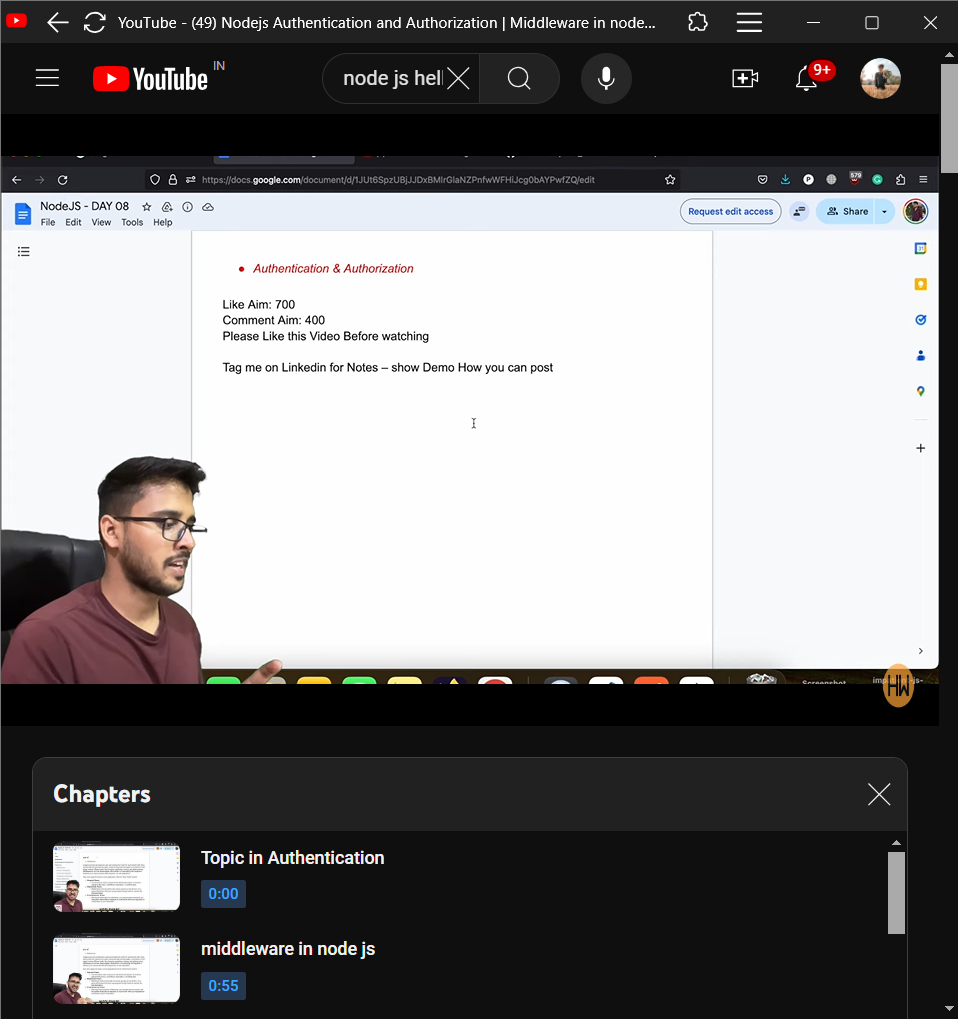 YouTube - (49) Nodejs Authentication and Authorization | Middleware in node...
YouTube IN
node js hel
9+
https://docs.google.com/document/d/1JUt6SpzUBjJJDxBMIrGlaNZPnfwWFHiJcg0bAYPwfZQ/edit
579
NodeJS - DAY 08
File Edit View Tools Help
Request edit access
Share
Authentication & Authorization
Like Aim: 700
Comment Aim: 400
Please Like this Video Before watching
Tag me on Linkedin for Notes – show Demo How you can post
Screenshot
HW
Chapters
Topic in Authentication
0:00
middleware in node js
0:55